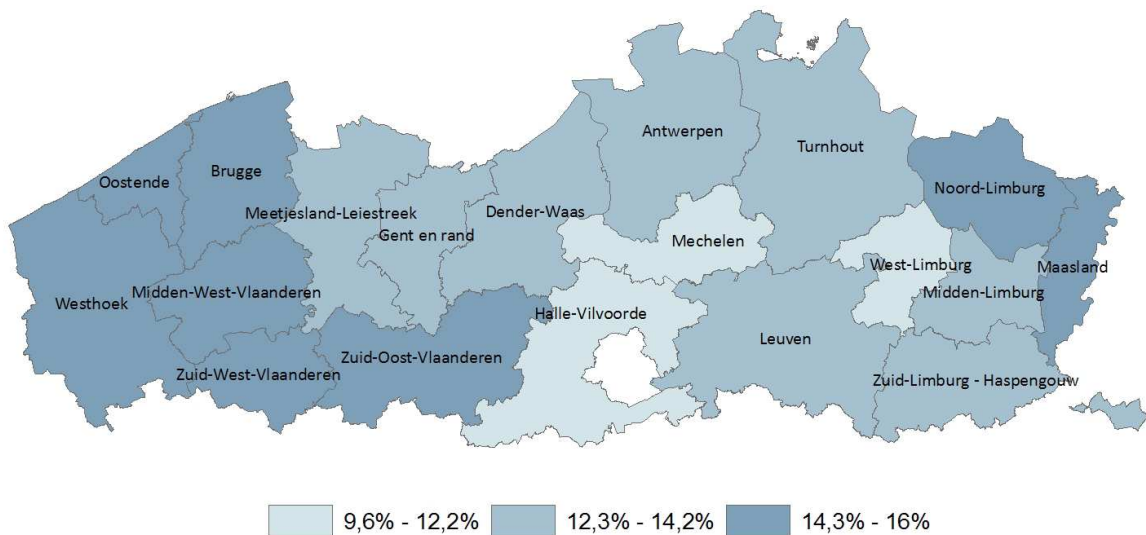 Antwerpen
Turnhout
Brugge
Oostende
Noord-Limburg
Meetjesland-Leiestreek
Dender-Waas
Gent en rand
Mechelen
West-Limburg
Maasland
Midden-West-Vlaanderen
Midden-Limburg
Westhoek
Halle-Vilvoorde
Leuven
Zuid-Oost-Vlaanderen
Zuid-West-Vlaanderen
Zuid-Limburg - Haspengouw
9,6% - 12,2%
12,3% - 14,2%
14,3% - 16%